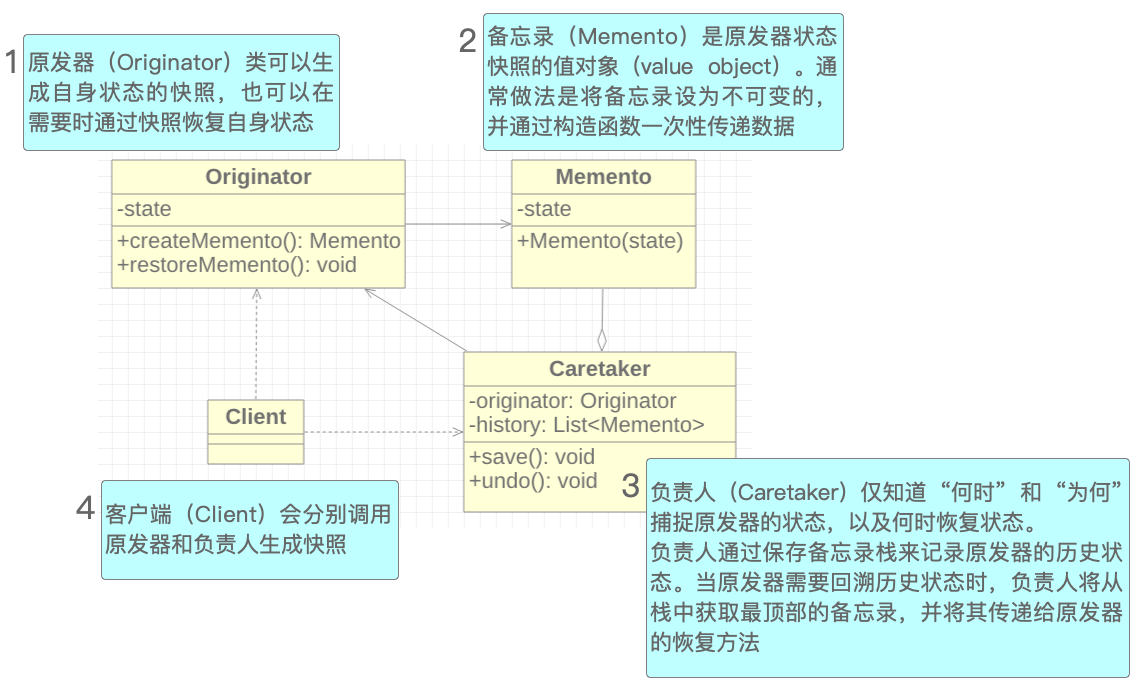 1
原发器（Originator）类可以生
成自身状态的快照，也可以在
需要时通过快照恢复自身状态
2
备忘录（Memento）是原发器状态
快照的值对象（value object）。通
常做法是将备忘录设为不可变的，
并通过构造函数一次性传递数据
Originator
-state
+createMemento(): Memento
+restoreMemento(): void
Memento
-state
+Memento(state)
Caretaker
-originator: Originator
-history: List<Memento>
+save(): void
+undo(): void
Client
3
负责人（Caretaker）仅知道“何时”和“为何”
捕捉原发器的状态，以及何时恢复状态。
负责人通过保存备忘录栈来记录原发器的历史状
态。当原发器需要回溯历史状态时，负责人将从
栈中获取最顶部的备忘录，并将其传递给原发器
的恢复方法
4
客户端（Client）会分别调用
原发器和负责人生成快照